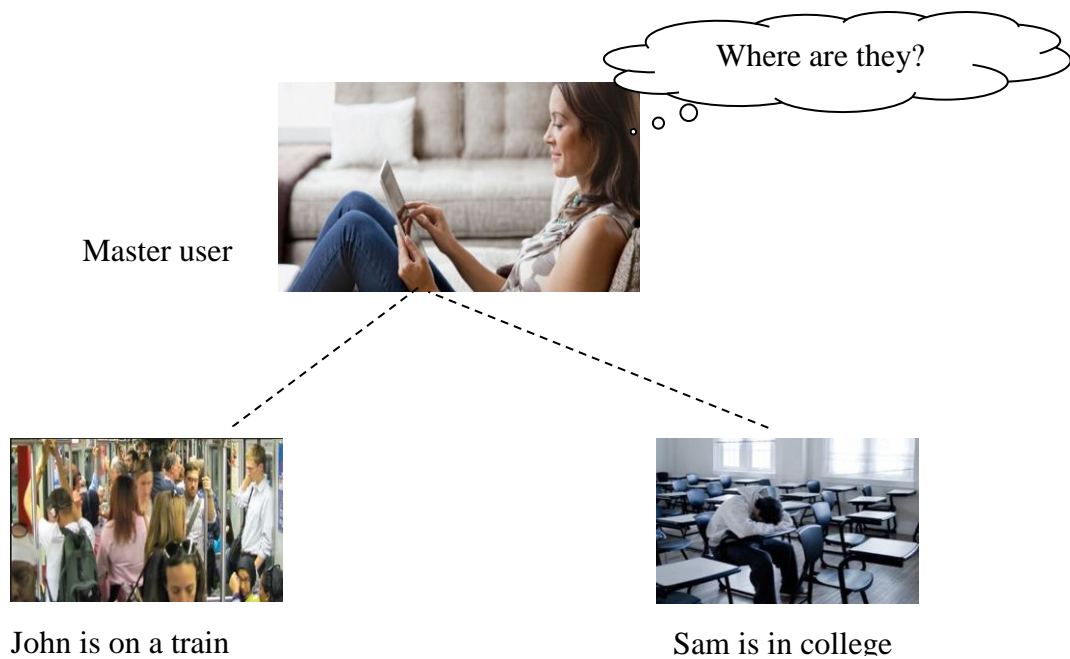 Where are they?
Master user
John is on a train
Sam is in college